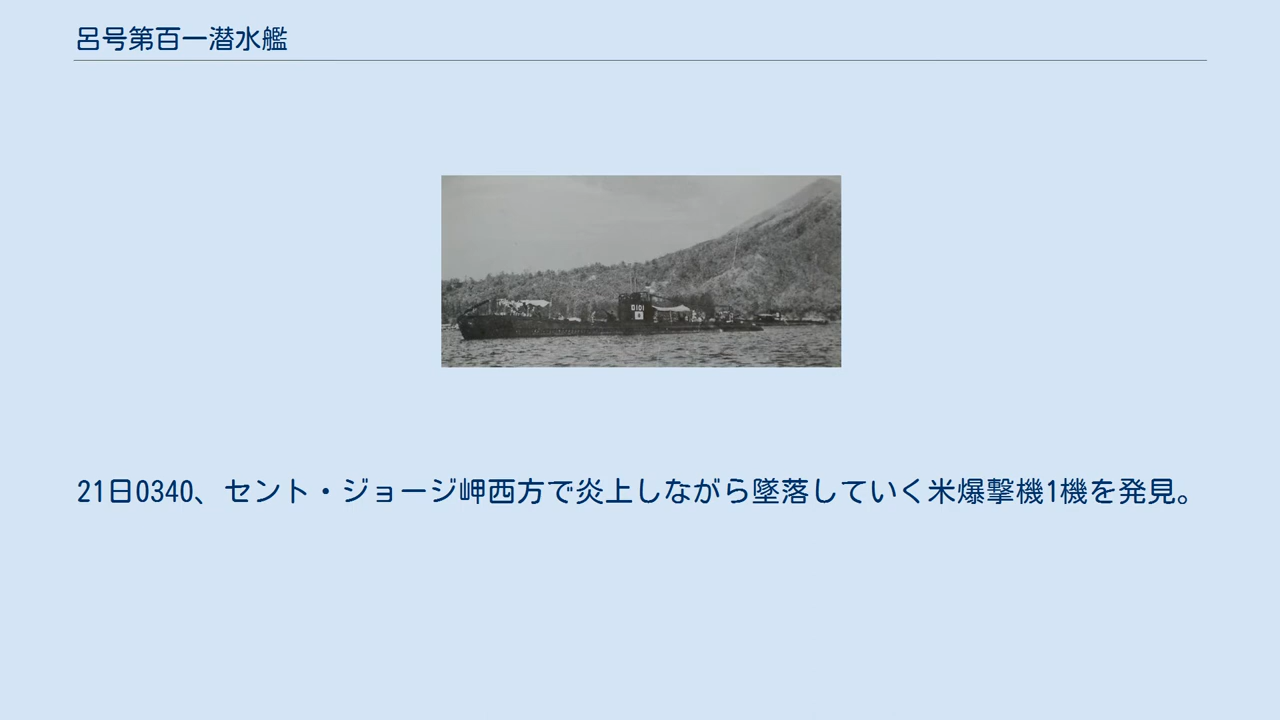 呂号第百一潜水艦
21日0340、セント・ジョージ岬西方で炎上しながら墜落していく米爆撃機1機を発見。